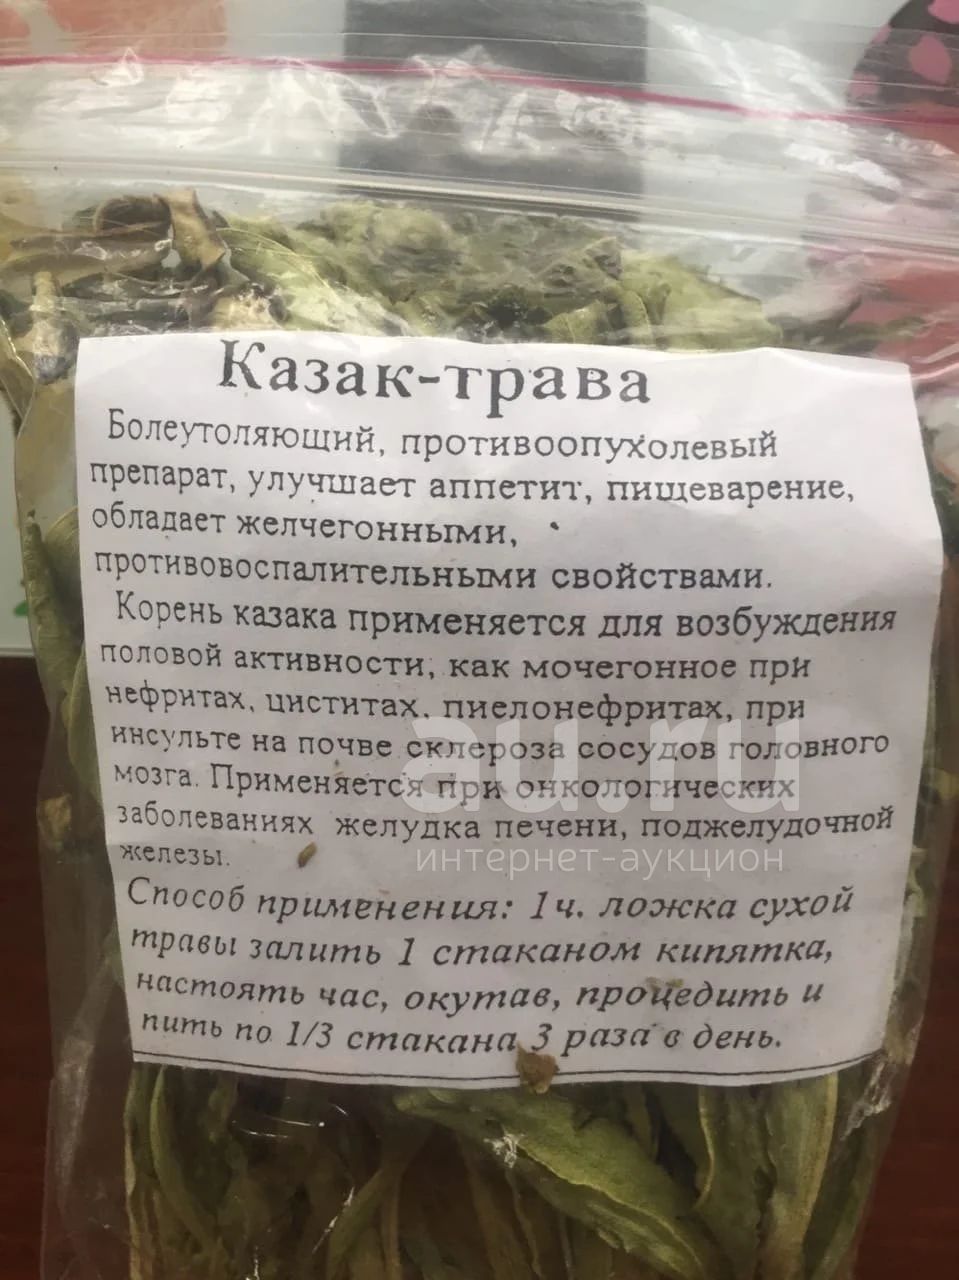 Казак-трава
Болеутоляющий, противоопухолевый
препарат, улучшает аппетит, пищеварение,
обладает желчегонными,
противовоспалительными свойствами.
Корень казака применяется для возбуждения
половой активности, как мочегонное при
нефритах, циститах, пиелонефритах, при
инсульте на почве склероза сосудов головного
мозга. Применяется при онкологических
заболеваниях желудка печени, поджелудочной
железы.
Способ применения: 1 ч. ложка сухой
травы залить 1 стаканом кипятка,
настоять час, окутав, процедить и
пить по 1/3 стакана 3 раза в день.
au.ru
интернет-аукцион